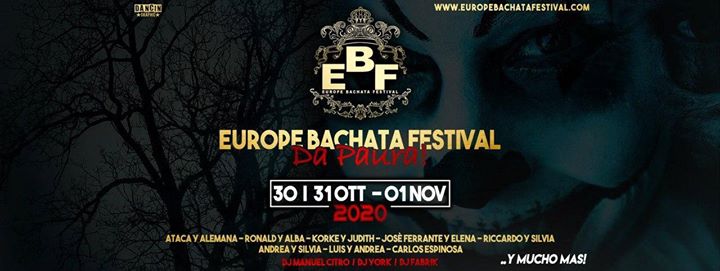 DANCIN
GRAPHIC
WWW.EUROPEBACHATAFESTIVAL.COM
EBF
EUROPE BACHATA FESTIVAL
EUROPE BACHATA FESTIVAL
Da Paura!
30 | 31 OTT - 01 NOV
2020
ATACA Y ALEMANA - RONALD Y ALBA - KORKE Y JUDITH - JOSÈ FERRANTE Y ELENA - RICCARDO Y SILVIA
ANDREA Y SILVIA - LUIS Y ANDREA - CARLOS ESPINOSA
DJ MANUEL CITRO / DJ YORK / DJ FABRIK
..Y MUCHO MAS!